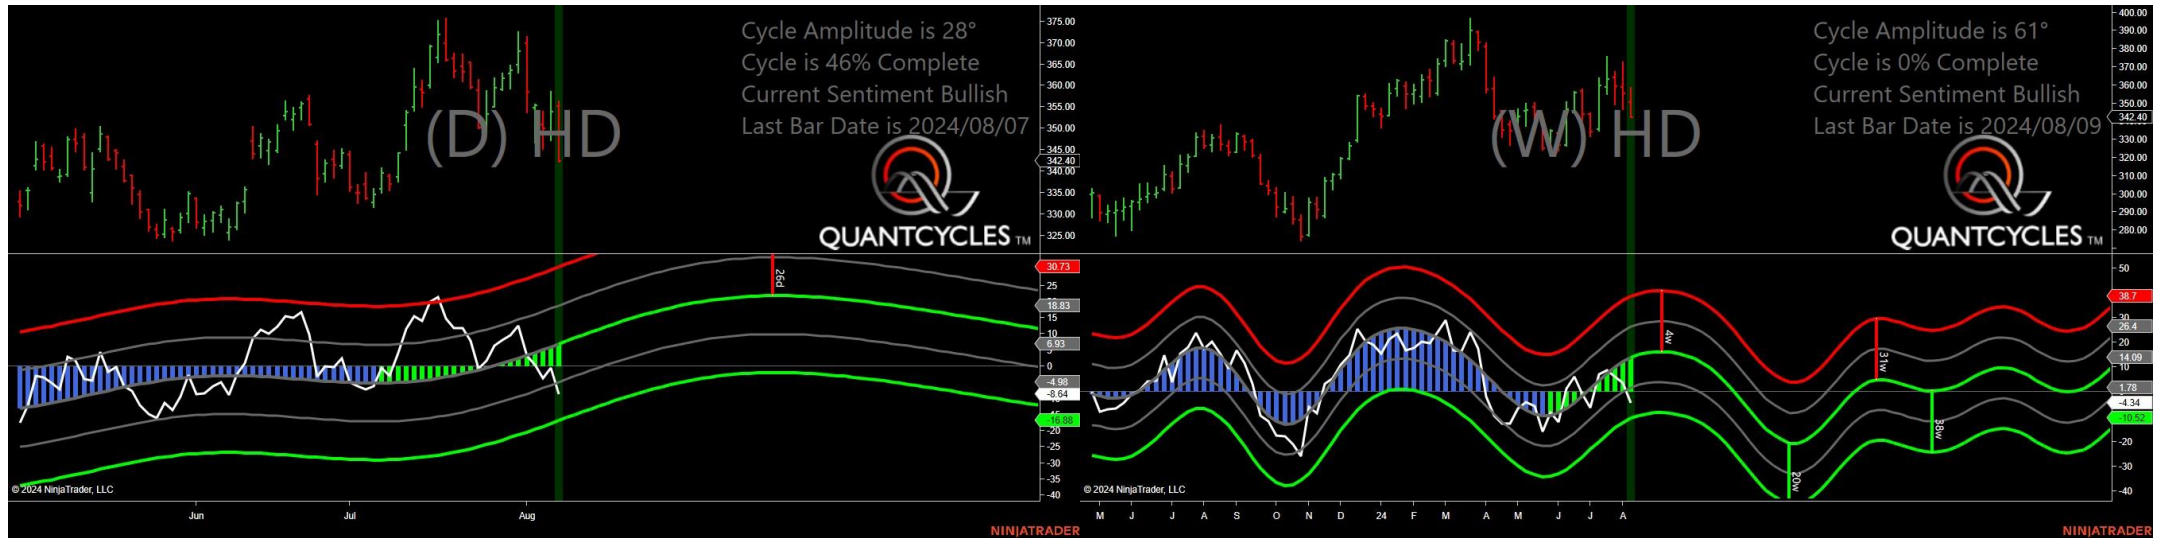 Cycle Amplitude is 28°
Cycle is 46% Complete
Current Sentiment Bullish
Last Bar Date is 2024/08/07
(D) HD
QUANTCYCLES TM
375.00
370.00
365.00
360.00
355.00
350.00
345.00
342.40
340.00
335.00
330.00
325.00
26d
30.73
25
18.83
15
10
6.93
0
-4.98
-8.64
-16.88
-20
-25
-30
-35
-40
© 2024 NinjaTrader, LLC
Jun
Jul
Aug
NINJATRADER
Cycle Amplitude is 61°
Cycle is 0% Complete
Current Sentiment Bullish
Last Bar Date is 2024/08/09
(W) HD
QUANTCYCLES TM
400.00
390.00
380.00
370.00
360.00
350.00
342.40
330.00
320.00
310.00
300.00
290.00
280.00
4w
20w
31w
38w
50
38.7
30
26.4
20
14.09
10
1.78
-4.34
-10.52
-20
-30
-40
© 2024 NinjaTrader, LLC
M J J A S O N D 24 F M A M J J A
NINJATRADER